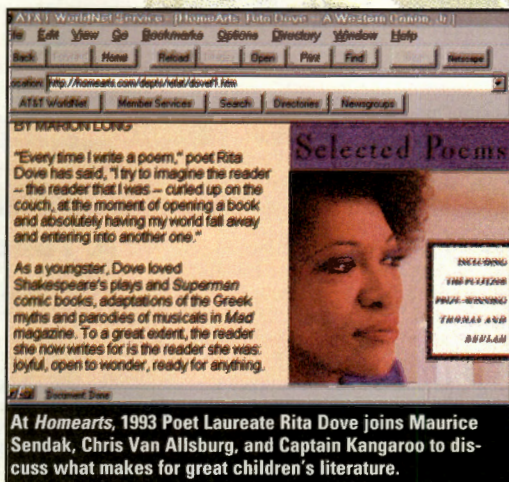 AT&T WorldNet Service - [HomeArts: Rita Dove - A Western Canon, Jr.]
File Edit View Go Bookmarks Options Directory Window Help
Back Home Reload Open Print Find Netscape
Location: http://homearts.com/depts/relat/dovef1.htm
AT&T WorldNet Member Services Search Directories Newsgroups
BY MARION LONG
"Every time I write a poem," poet Rita
Dove has said, "I try to imagine the reader
– the reader that I was – curled up on the
couch, at the moment of opening a book
and absolutely having my world fall away
and entering into another one."
As a youngster, Dove loved
Shakespeare's plays and Superman
comic books, adaptations of the Greek
myths and parodies of musicals in Mad
magazine. To a great extent, the reader
she now writes for is the reader she was:
joyful, open to wonder, ready for anything.
Selected Poems
INCLUDING
THE PULITZER
PRIZE-WINNING
THOMAS AND
BEULAH
Document Done
At Homearts, 1993 Poet Laureate Rita Dove joins Maurice
Sendak, Chris Van Allsburg, and Captain Kangaroo to dis-
cuss what makes for great children's literature.